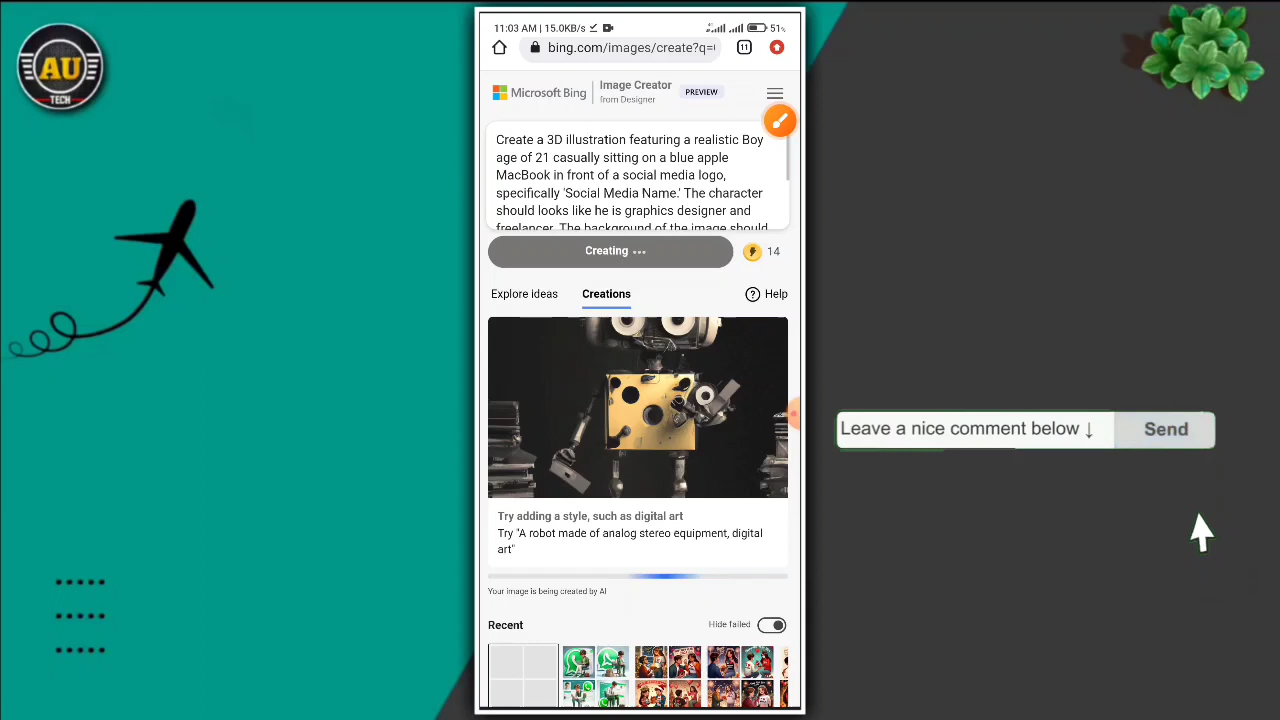 AU
TECH
11:03 AM | 15.0KB/s
4G
51%
bing.com/images/create?q=
11
Microsoft Bing
Image Creator
from Designer
PREVIEW
Create a 3D illustration featuring a realistic Boy
age of 21 casually sitting on a blue apple
MacBook in front of a social media logo,
specifically 'Social Media Name.' The character
should looks like he is graphics designer and
freelancer. The background of the image should
Creating •••
14
Explore ideas
Creations
Help
Try adding a style, such as digital art
Try "A robot made of analog stereo equipment, digital
art"
Your image is being created by AI
Recent
Hide failed
Leave a nice comment below ↓
Send